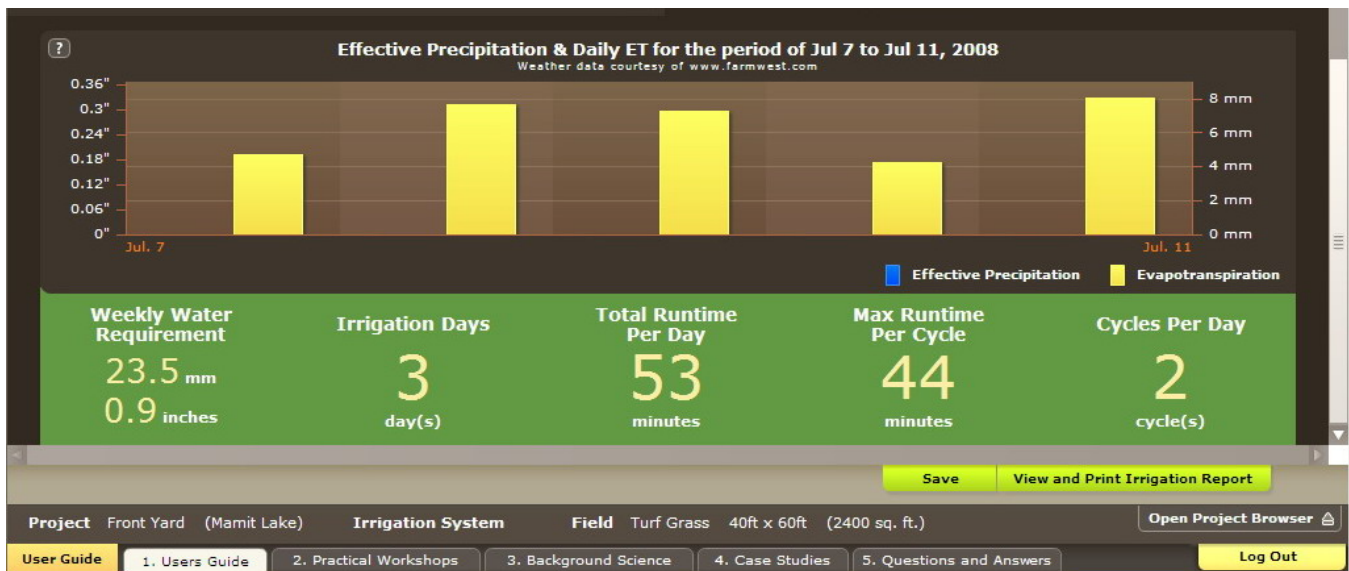 ?
Effective Precipitation & Daily ET for the period of Jul 7 to Jul 11, 2008
Weather data courtesy of www.farmwest.com
0.36"
0.3"
0.24"
0.18"
0.12"
0.06"
0"
8 mm
6 mm
4 mm
2 mm
0 mm
Jul. 7
Jul. 11
Effective Precipitation
Evapotranspiration
Weekly Water
Requirement
23.5 mm
0.9 inches
Irrigation Days
3
day(s)
Total Runtime
Per Day
53
minutes
Max Runtime
Per Cycle
44
minutes
Cycles Per Day
2
cycle(s)
Save
View and Print Irrigation Report
Project Front Yard (Mamit Lake) Irrigation System Field Turf Grass 40ft x 60ft (2400 sq. ft.)
Open Project Browser
User Guide
1. Users Guide
2. Practical Workshops
3. Background Science
4. Case Studies
5. Questions and Answers
Log Out